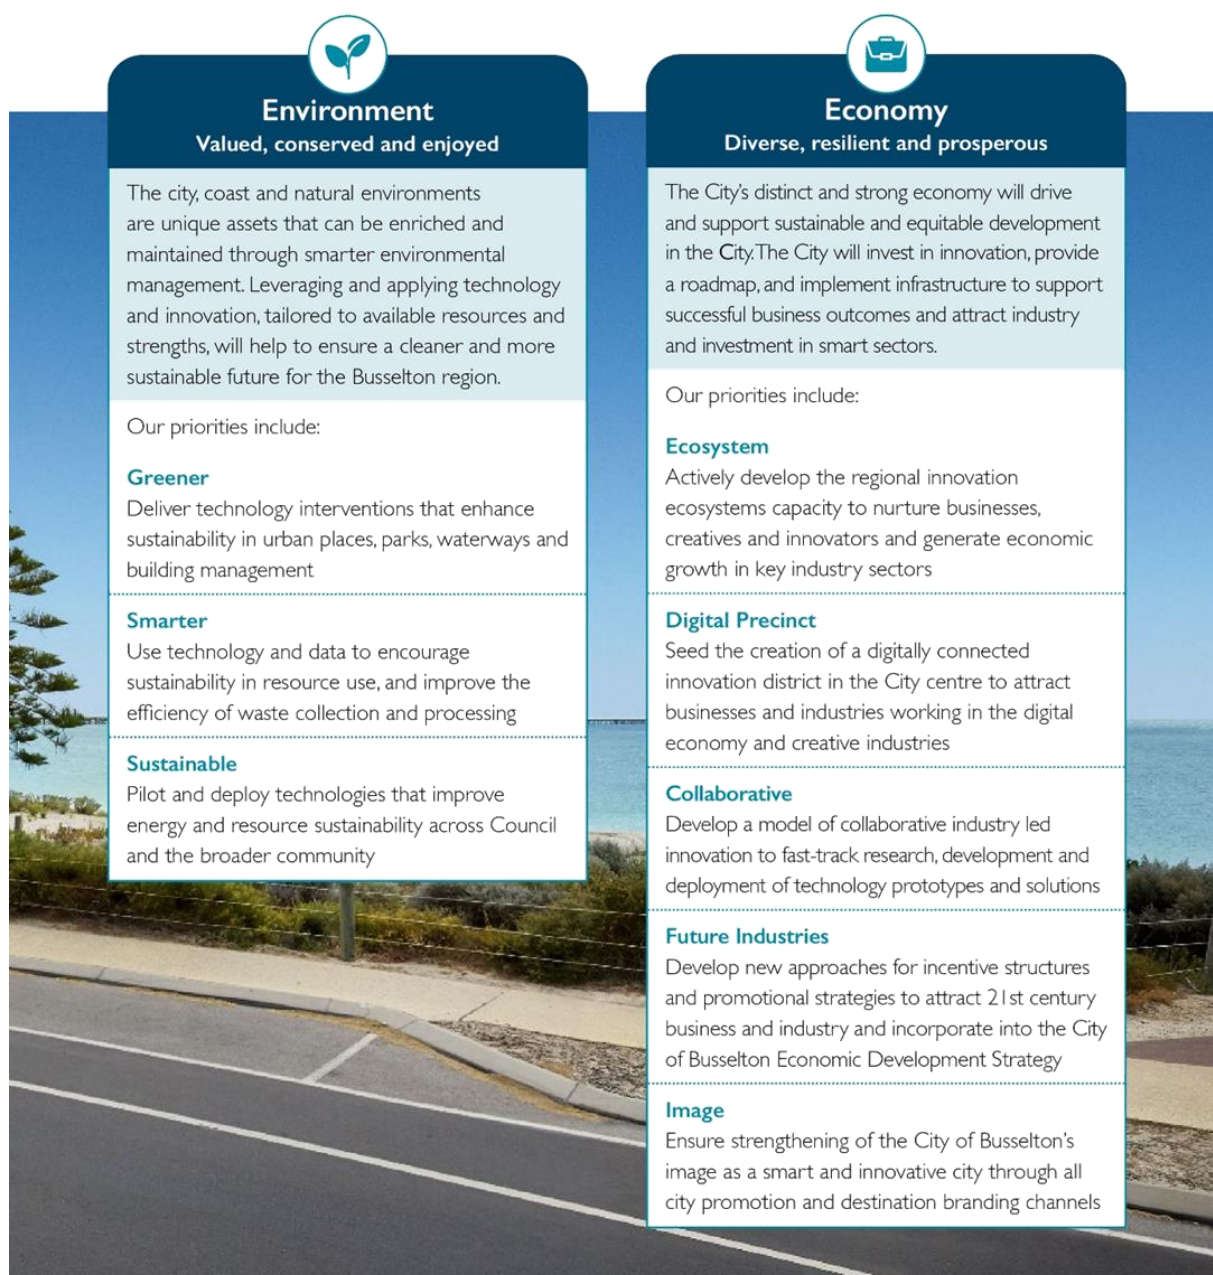 Environment
Valued, conserved and enjoyed
The city, coast and natural environments
are unique assets that can be enriched and
maintained through smarter environmental
management. Leveraging and applying technology
and innovation, tailored to available resources and
strengths, will help to ensure a cleaner and more
sustainable future for the Busselton region.
Our priorities include:
Greener
Deliver technology interventions that enhance
sustainability in urban places, parks, waterways and
building management
Smarter
Use technology and data to encourage
sustainability in resource use, and improve the
efficiency of waste collection and processing
Sustainable
Pilot and deploy technologies that improve
energy and resource sustainability across Council
and the broader community
Economy
Diverse, resilient and prosperous
The City's distinct and strong economy will drive
and support sustainable and equitable development
in the City. The City will invest in innovation, provide
a roadmap, and implement infrastructure to support
successful business outcomes and attract industry
and investment in smart sectors.
Our priorities include:
Ecosystem
Actively develop the regional innovation
ecosystems capacity to nurture businesses,
creatives and innovators and generate economic
growth in key industry sectors
Digital Precinct
Seed the creation of a digitally connected
innovation district in the City centre to attract
businesses and industries working in the digital
economy and creative industries
Collaborative
Develop a model of collaborative industry led
innovation to fast-track research, development and
deployment of technology prototypes and solutions
Future Industries
Develop new approaches for incentive structures
and promotional strategies to attract 21st century
business and industry and incorporate into the City
of Busselton Economic Development Strategy
Image
Ensure strengthening of the City of Busselton's
image as a smart and innovative city through all
city promotion and destination branding channels